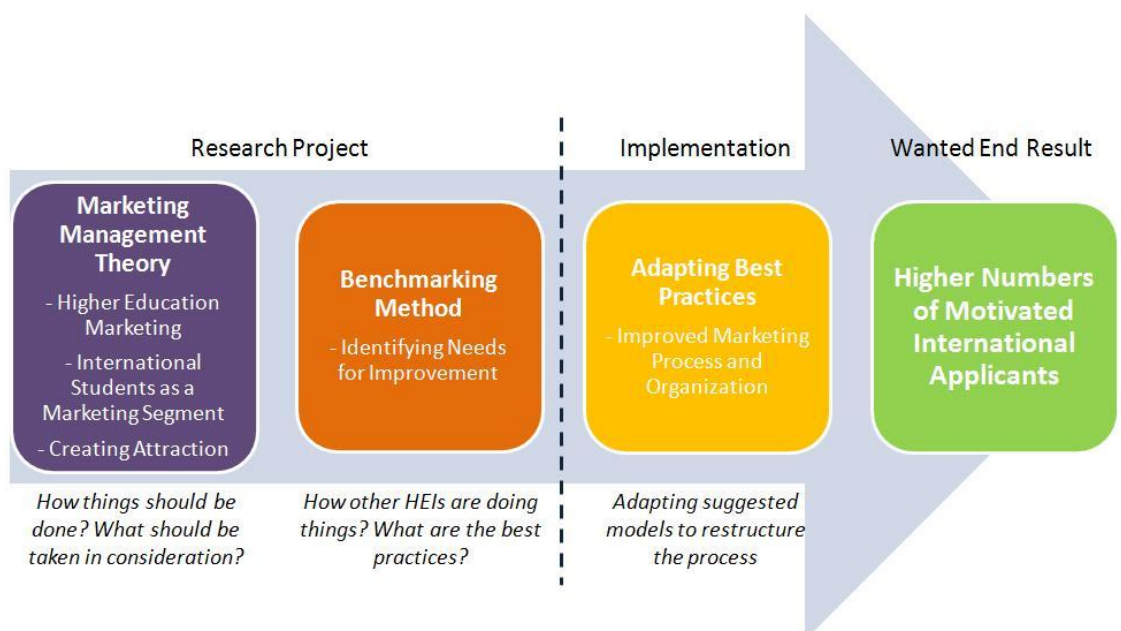 Research Project
Implementation
Wanted End Result
Marketing
Management
Theory
- Higher Education
Marketing
- International
Students as a
Marketing Segment
- Creating Attraction
Benchmarking
Method
- Identifying Needs
for Improvement
Adapting Best
Practices
- Improved Marketing
Process and
Organization
Higher Numbers
of Motivated
International
Applicants
How things should be
done? What should be
taken in consideration?
How other HEIs are doing
things? What are the best
practices?
Adapting suggested
models to restructure
the process